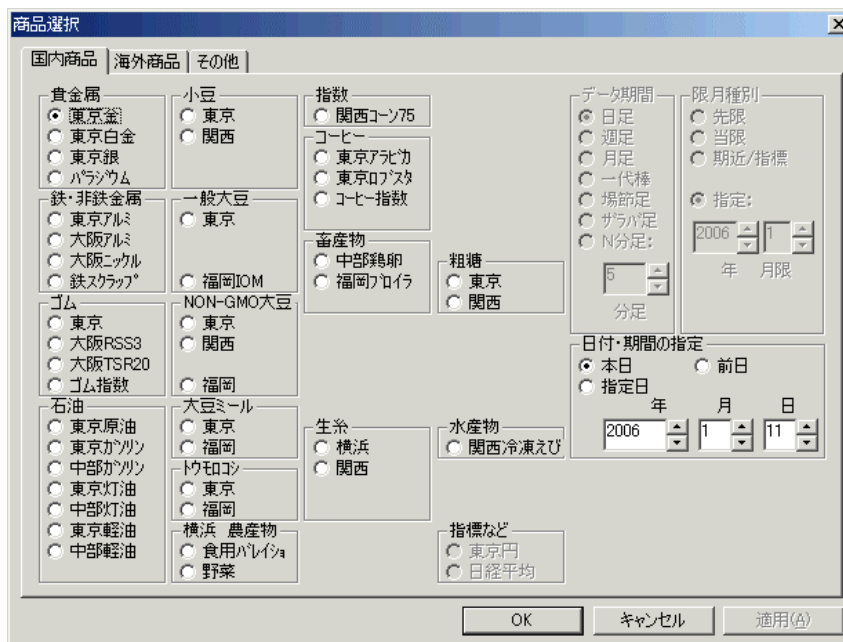 商品選択
国内商品
海外商品
その他
貴金属
東京金
東京白金
東京銀
パラジウム
鉄・非鉄金属
東京アルミ
大阪アルミ
大阪ニッケル
鉄スクラップ
ゴム
東京
大阪RSS3
大阪TSR20
ゴム指数
石油
東京原油
東京ガソリン
中部ガソリン
東京灯油
中部灯油
東京軽油
中部軽油
小豆
東京
関西
一般大豆
東京
福岡IOM
NON-GMO大豆
東京
関西
福岡
大豆ミール
東京
福岡
トウモロコシ
東京
福岡
横浜 農産物
食用バレイショ
野菜
指数
関西コーン75
コーヒー
東京アラビカ
東京ロブスタ
コーヒー指数
畜産物
中部鶏卵
福岡ブロイラ
生糸
横浜
関西
粗糖
東京
関西
水産物
関西冷凍えび
指標など
東京円
日経平均
データ期間
日足
週足
月足
一代棒
場節足
ザラバ足
N分足:
5
分足
限月種別
先限
当限
期近/指標
指定:
2006 1
年 月限
日付・期間の指定
本日 前日
指定日
年 月 日
2006 1 11
OK
キャンセル
適用(A)